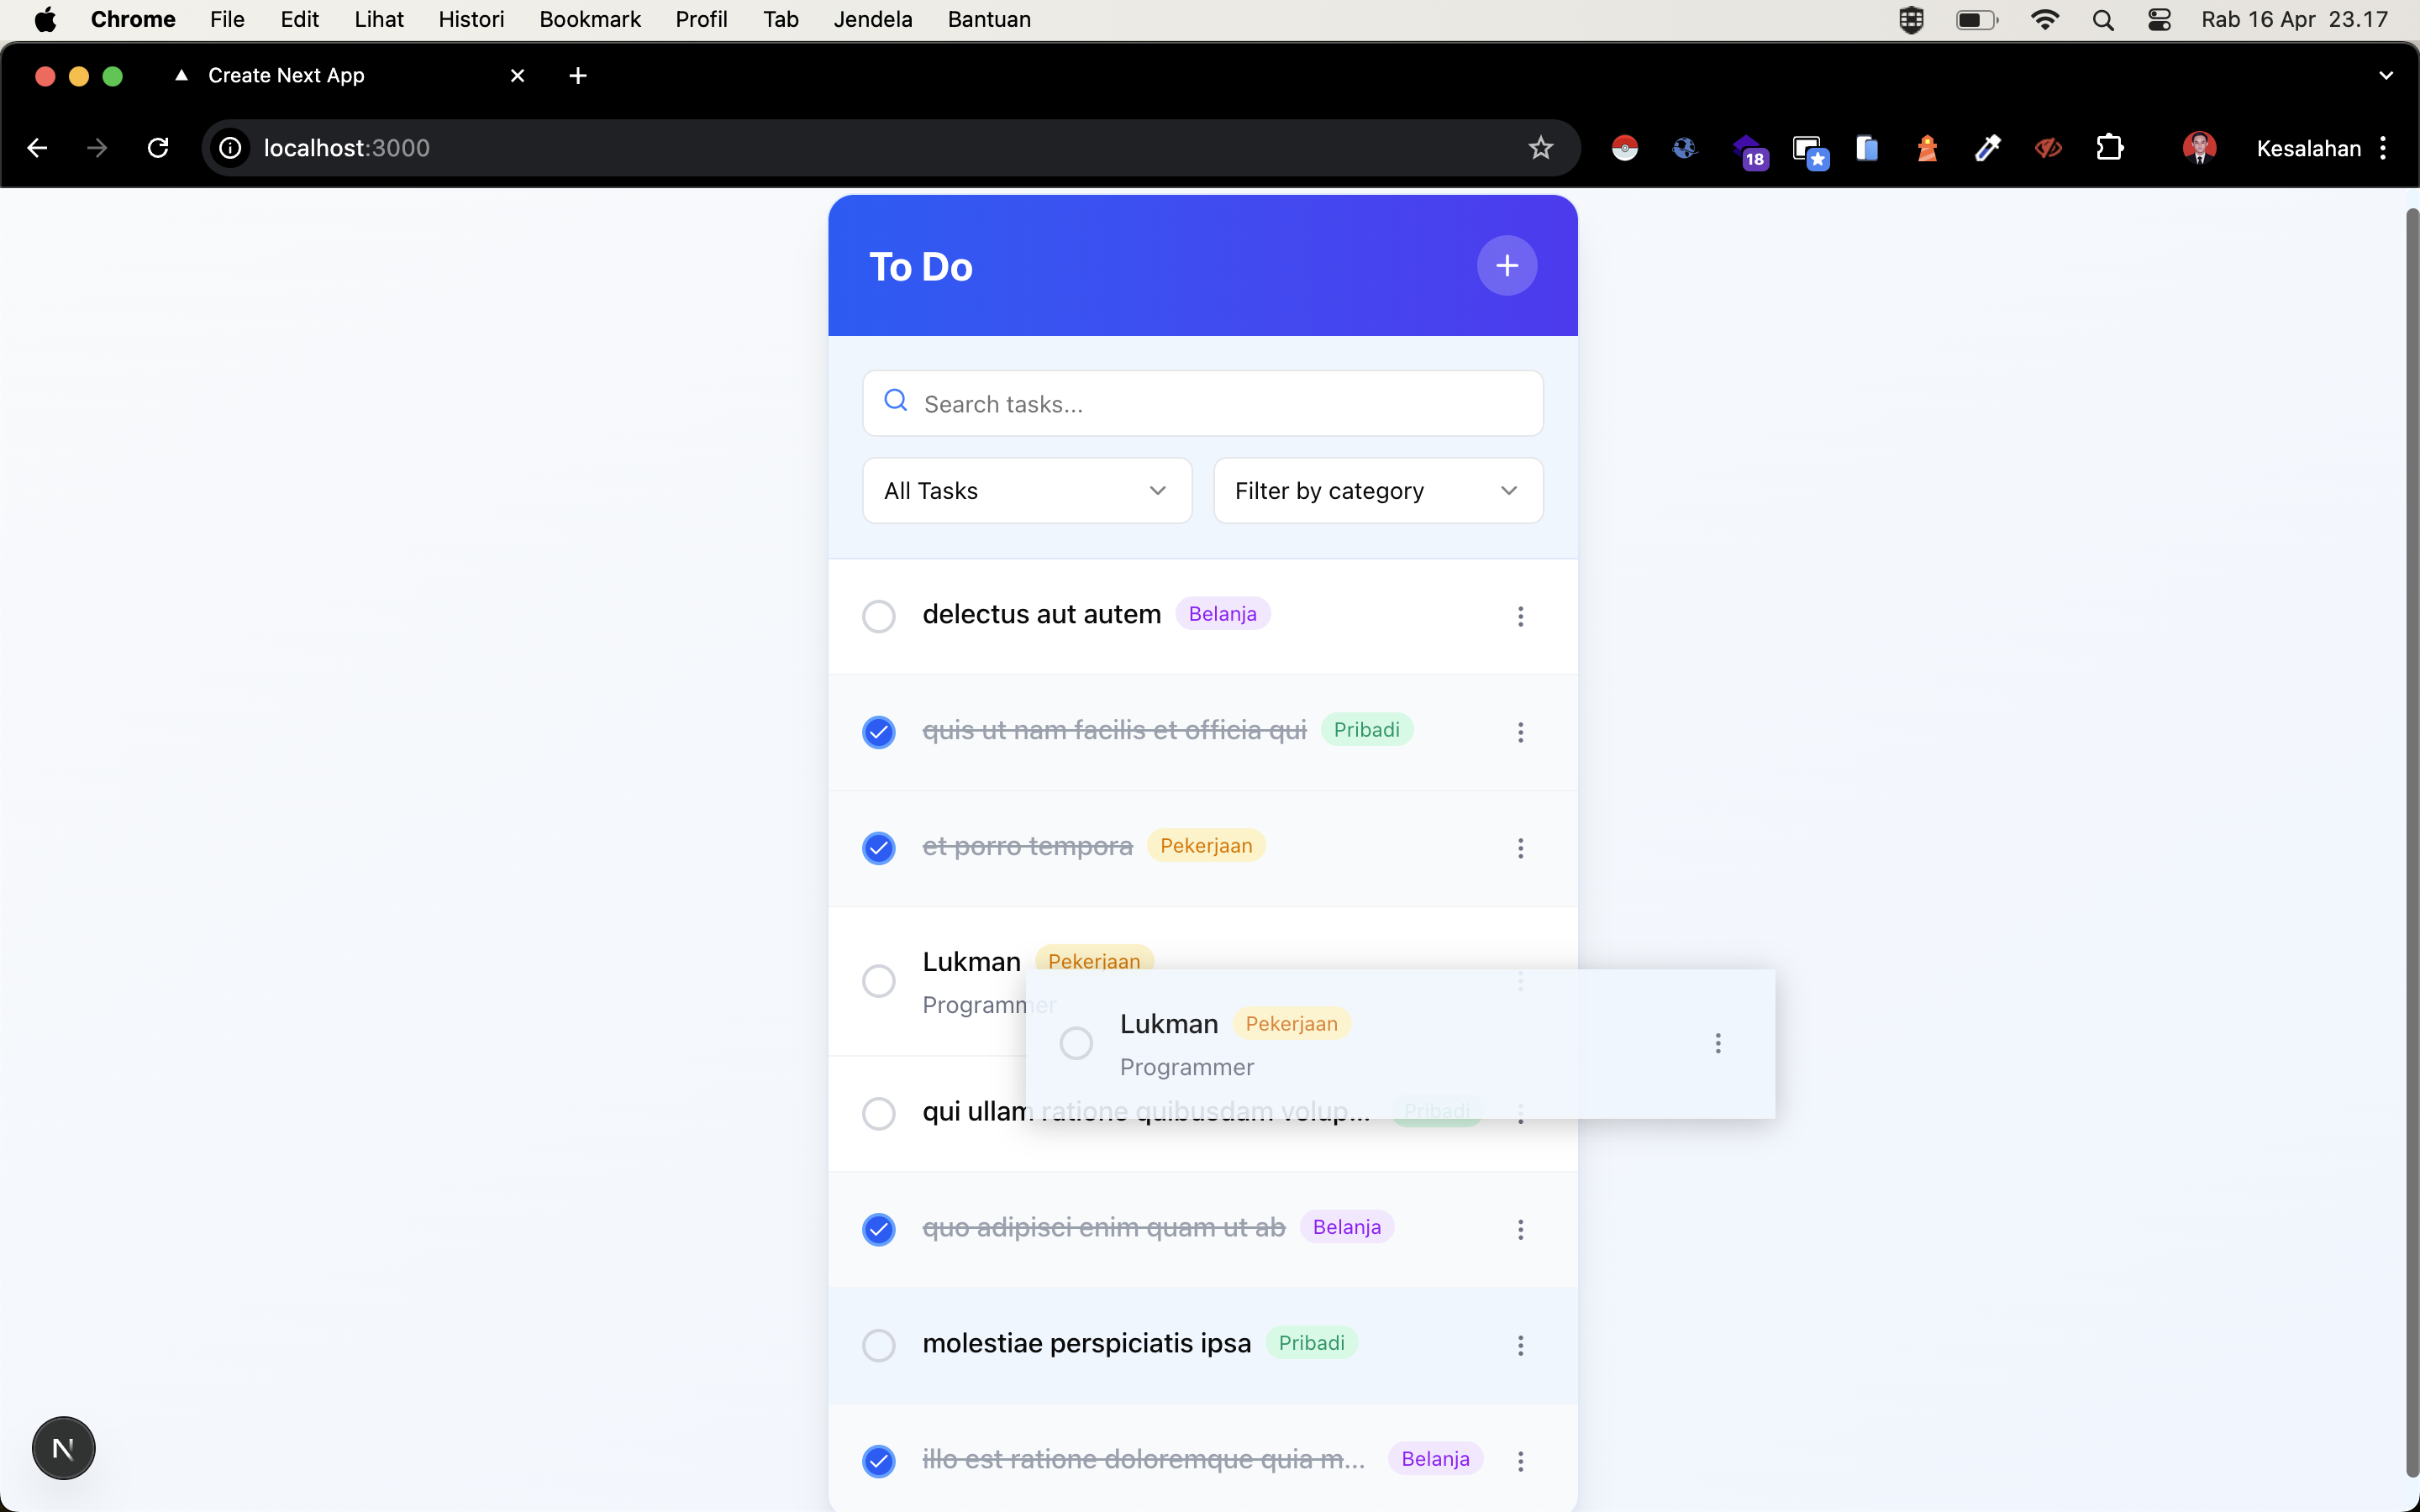 Chrome File Edit Lihat Histori Bookmark Profil Tab Jendela Bantuan Rab 16 Apr 23.17
Create Next App
localhost:3000 18 Kesalahan
To Do
Search tasks...
All Tasks Filter by category
delectus aut autem Belanja
quis ut nam facilis et officia qui Pribadi
et porro tempora Pekerjaan
Lukman Pekerjaan
Programmer
Lukman Pekerjaan
Programmer
qui ullam ratione quibusdam volup... Pribadi
quo adipisci enim quam ut ab Belanja
molestiae perspiciatis ipsa Pribadi
illo est ratione doloremque quia m... Belanja
N